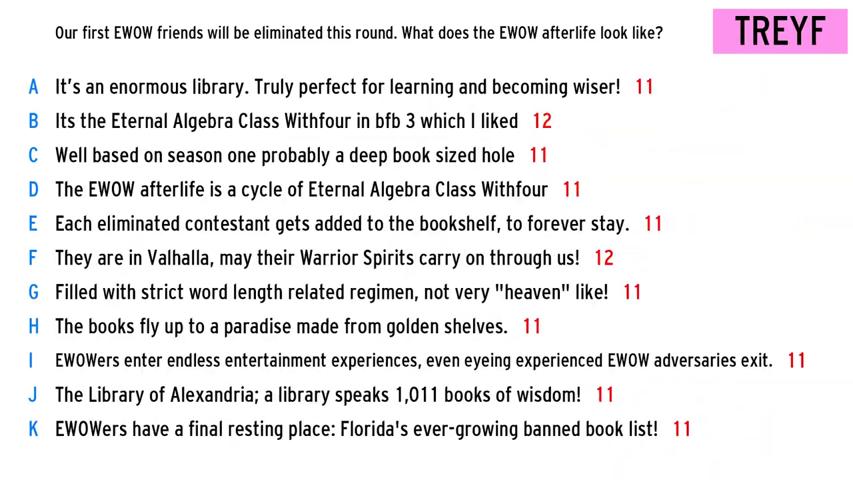 Our first EWOW friends will be eliminated this round. What does the EWOW afterlife look like?
TREYF
A It's an enormous library. Truly perfect for learning and becoming wiser! 11
B Its the Eternal Algebra Class Withfour in bfb 3 which I liked 12
C Well based on season one probably a deep book sized hole 11
D The EWOW afterlife is a cycle of Eternal Algebra Class Withfour 11
E Each eliminated contestant gets added to the bookshelf, to forever stay. 11
F They are in Valhalla, may their Warrior Spirits carry on through us! 12
G Filled with strict word length related regimen, not very "heaven" like! 11
H The books fly up to a paradise made from golden shelves. 11
I EWOWers enter endless entertainment experiences, even eyeing experienced EWOW adversaries exit. 11
J The Library of Alexandria; a library speaks 1,011 books of wisdom! 11
K EWOWers have a final resting place: Florida's ever-growing banned book list! 11